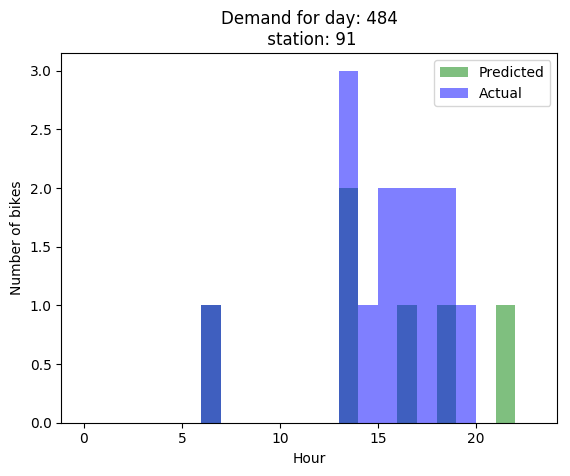 Demand for day: 484
station: 91
Predicted
Actual
3.0
2.5
2.0
1.5
1.0
0.5
0.0
Number of bikes
0
5
10
15
20
Hour